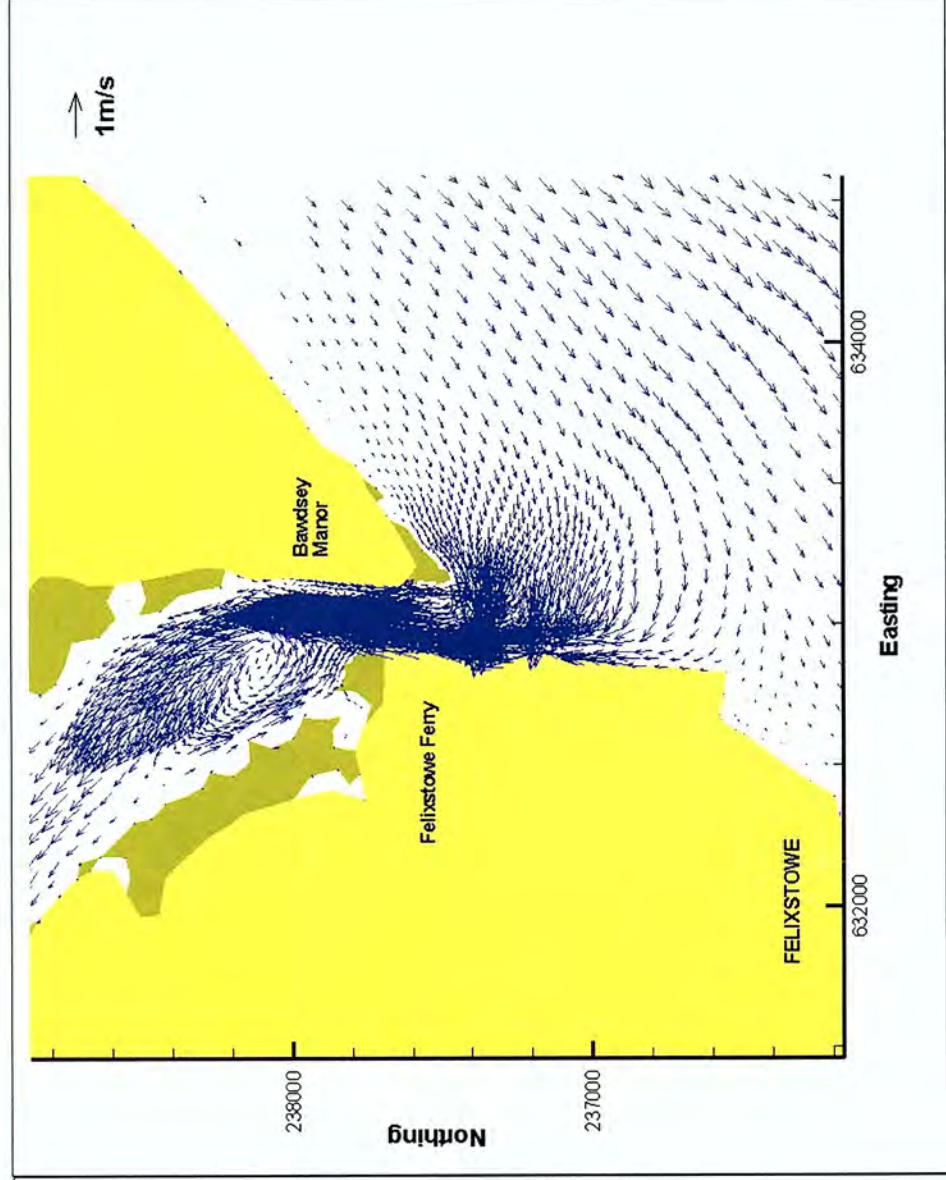 1m/s
Bawdsey
Manor
Felixstowe Ferry
FELIXSTOWE
238000
237000
Northing
632000
634000
Easting